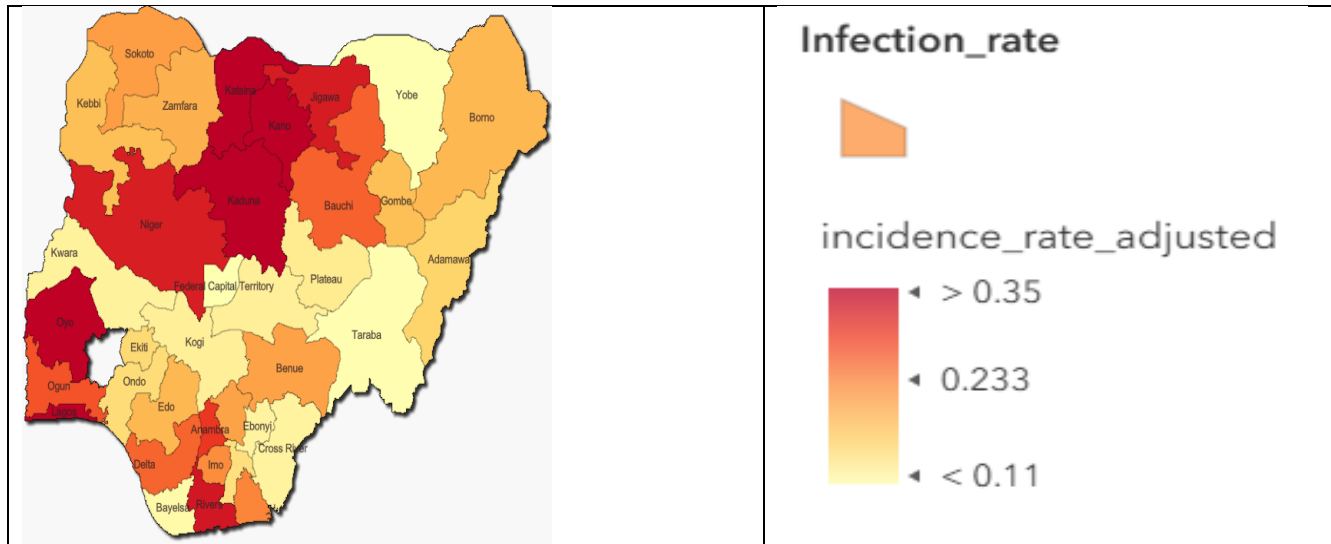 Sokoto
Katsina
Jigawa
Yobe
Kebbi
Zamfara
Kano
Borno
Kaduna
Bauchi
Gombe
Niger
Kwara
Adamawa
Federal Capital Territory
Plateau
Oyo
Taraba
Kogi
Ekiti
Benue
Ogun
Ondo
Edo
Lagos
Anambra
Ebonyi
Cross River
Delta
Imo
Bayelsa
Rivers
Infection_rate
incidence_rate_adjusted
> 0.35
0.233
< 0.11